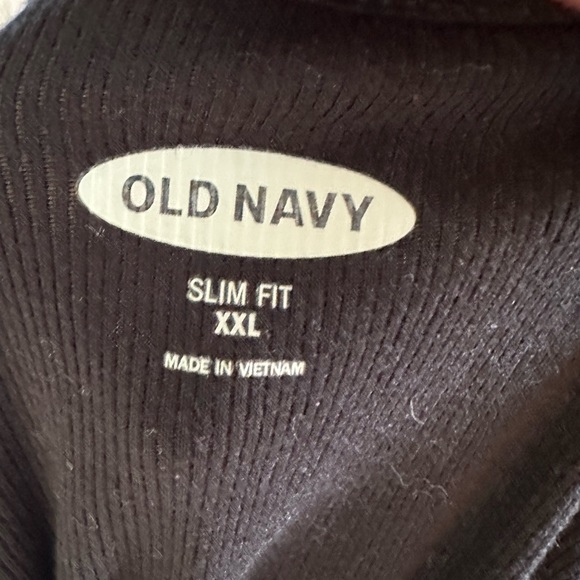 OLD NAVY
SLIM FIT
XXL
MADE IN VIETNAM